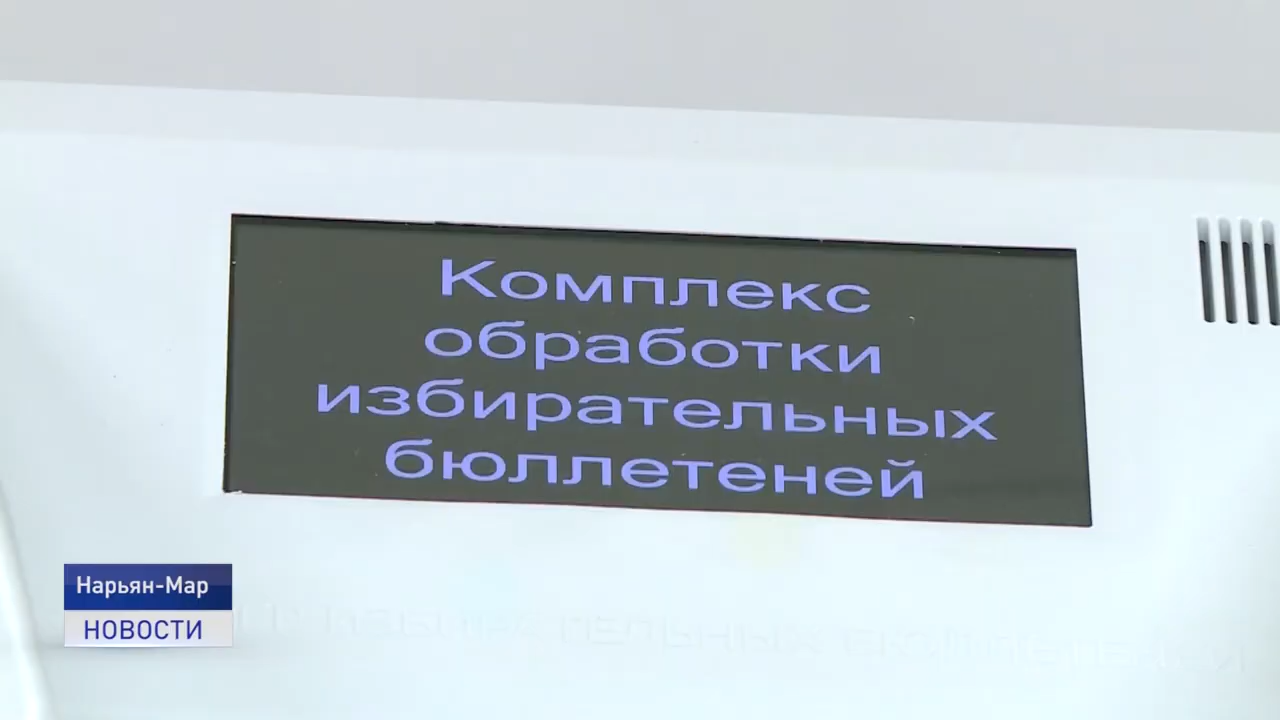 Комплекс
обработки
избирательных
бюллетеней
Нарьян-Мар
НОВОСТИ